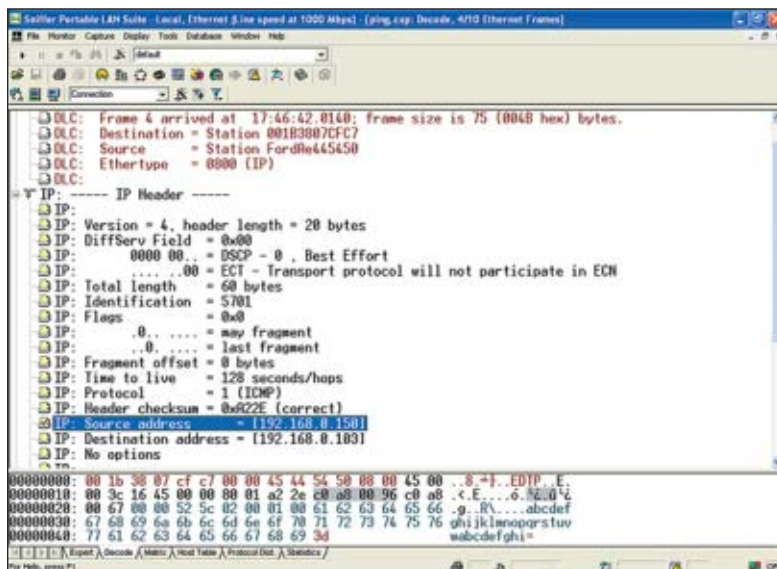 Sniffer Portable LAN Suite - Local, Ethernet (Line speed at 1000 Mbps) - [ping.cap: Decode, 4/10 Ethernet Frames]
File Monitor Capture Display Tools Database Window Help
default
Connection
DLC: Frame 4 arrived at 17:46:42.0140; frame size is 75 (004B hex) bytes.
DLC: Destination = Station 001B3807CFC7
DLC: Source = Station FordAe445450
DLC: Ethertype = 0800 (IP)
DLC:
IP: ----- IP Header -----
IP:
IP: Version = 4, header length = 20 bytes
IP: DiffServ Field = 0x00
IP: 0000 00.. = DSCP - 0 , Best Effort
IP: .... ..00 = ECT - Transport protocol will not participate in ECN
IP: Total length = 60 bytes
IP: Identification = 5701
IP: Flags = 0x0
IP: .0.. .... = may fragment
IP: ..0. .... = last fragment
IP: Fragment offset = 0 bytes
IP: Time to live = 128 seconds/hops
IP: Protocol = 1 (ICMP)
IP: Header checksum = 0xA22E (correct)
IP: Source address = [192.168.0.150]
IP: Destination address = [192.168.0.103]
IP: No options
00000000: 00 1b 38 07 cf c7 00 00 45 44 54 50 08 00 45 00 ..8.
EDTP..E.
00000010: 00 3c 16 45 00 00 80 01 a2 2e c0 a8 00 96 c0 a8 .<.E....
00000020: 00 67 00 00 52 5c 02 00 01 00 61 62 63 64 65 66 .g..R\....abcdef
00000030: 67 68 69 6a 6b 6c 6d 6e 6f 70 71 72 73 74 75 76 ghijklmnopqrstuv
00000040: 77 61 62 63 64 65 66 67 68 69 3d wabcdefghi=
Expert Decode Matrix Host Table Protocol Dist. Statistics
For Help, press F1